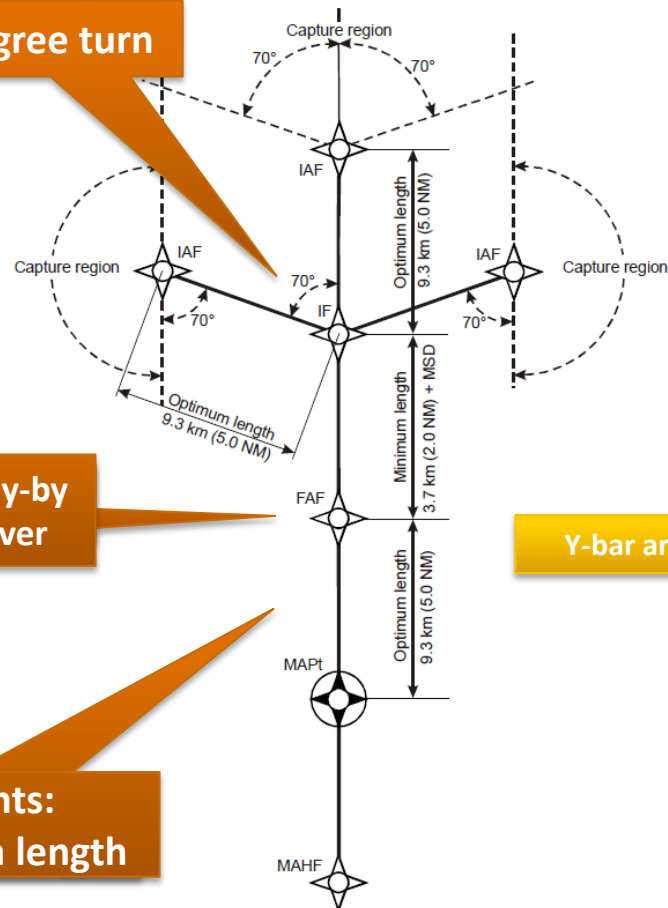 gree turn
Capture region
70°
70°
IAF
Optimum length
9.3 km (5.0 NM)
IAF
IAF
Capture region
Capture region
70°
IF
70°
70°
Optimum length
9.3 km (5.0 NM)
Minimum length
3.7 km (2.0 NM) + MSD
y-by
ver
FAF
Y-bar ar
Optimum length
9.3 km (5.0 NM)
MAPt
nts:
length
MAHF